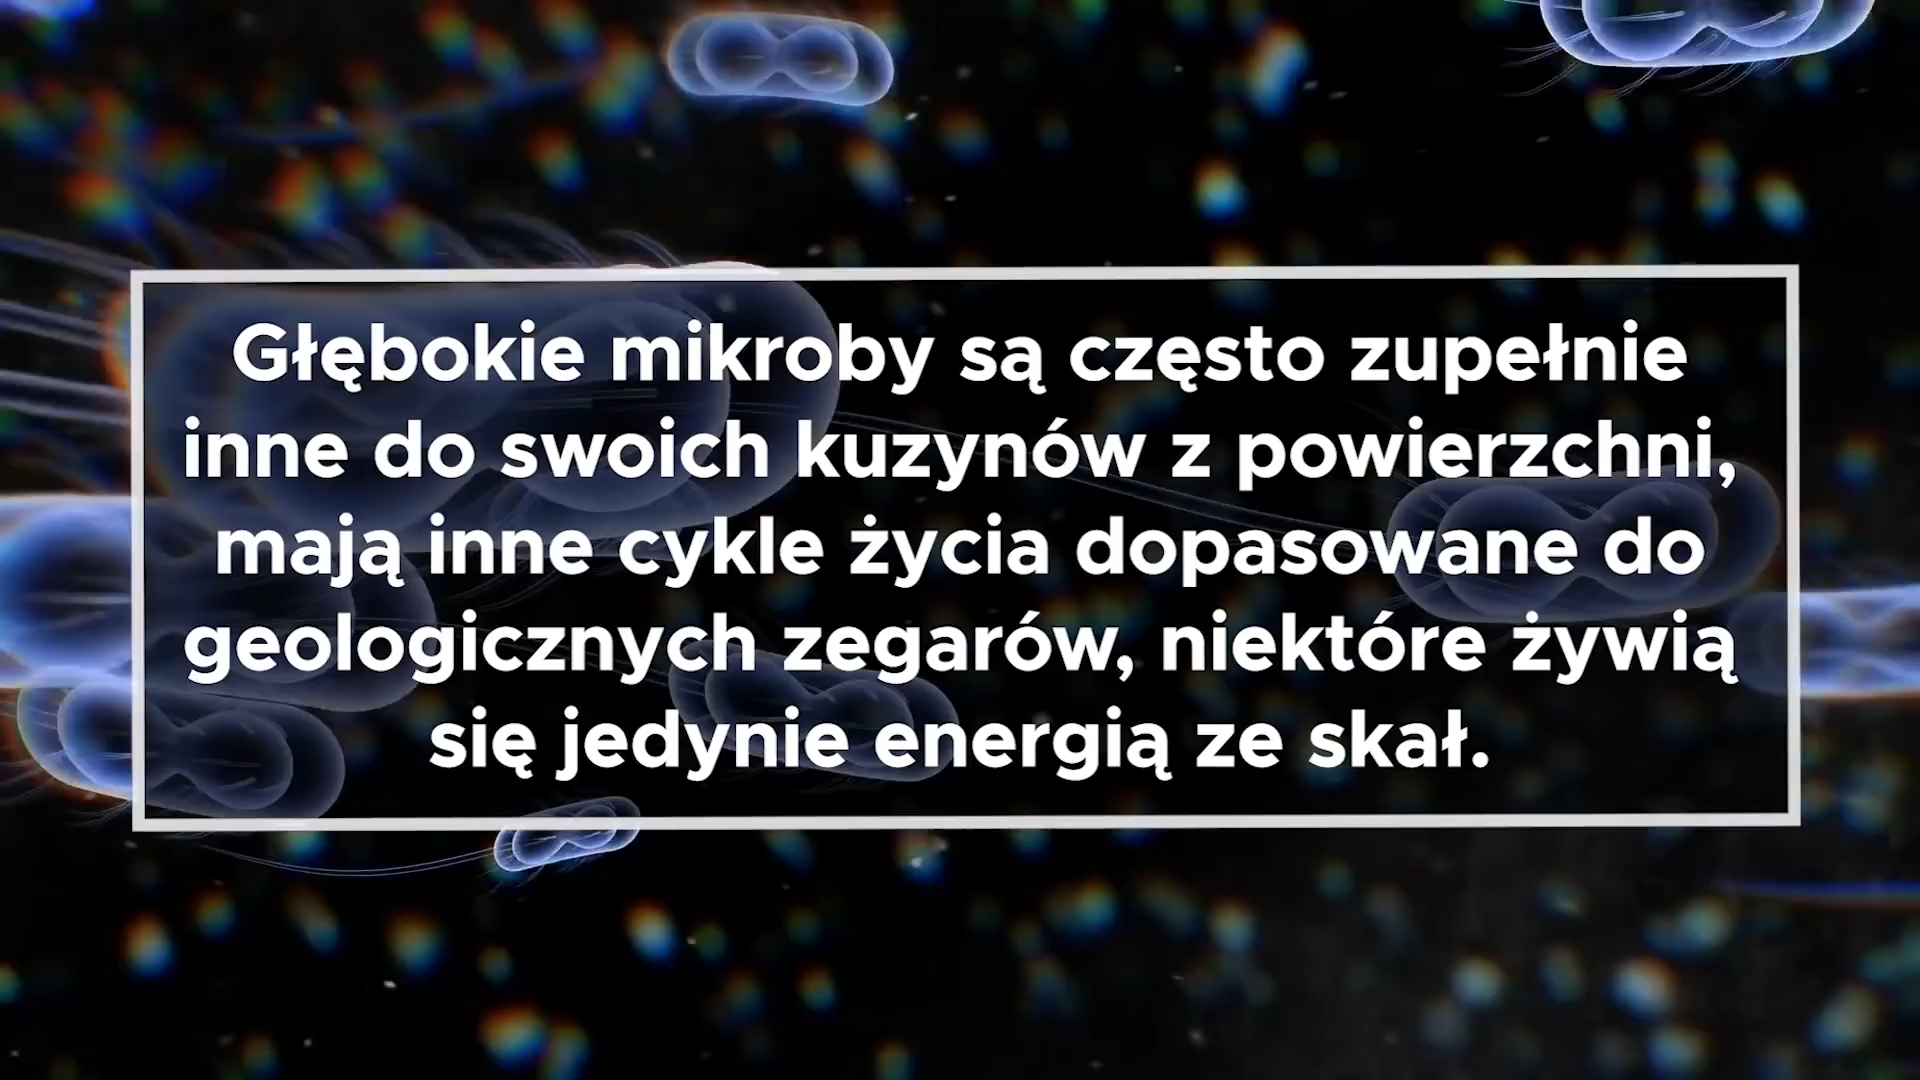 Głębokie mikroby są często zupełnie
inne do swoich kuzynów z powierzchni,
mają inne cykle życia dopasowane do
geologicznych zegarów, niektóre żywią
się jedynie energią ze skał.